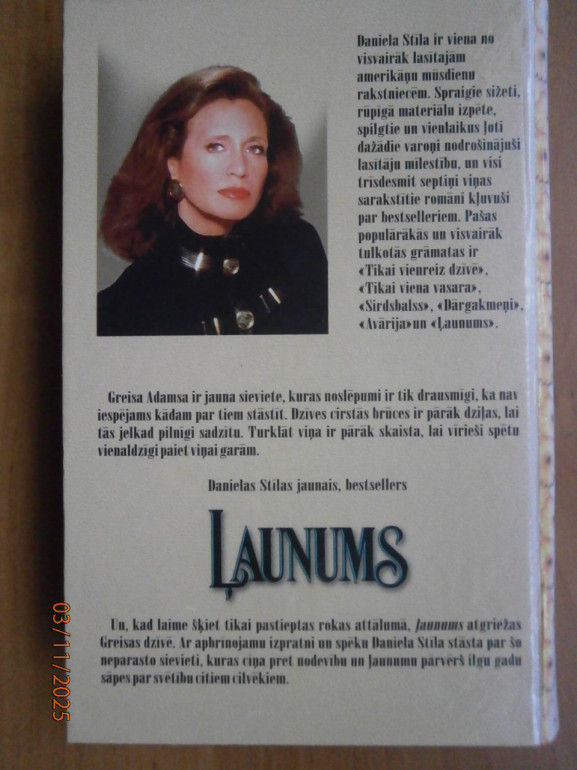 Daniela Stīla ir viena no
visvairāk lasītajām
amerikāņu mūsdienu
rakstniecēm. Spraigie sižeti,
rūpīgā materiālu izpēte,
spilgtie un vienlaikus ļoti
dažādie varoņi nodrošinājuši
lasītāju mīlestību, un visi
trīsdesmit septiņi viņas
sarakstītie romāni kļuvuši
par bestselleriem. Pašas
populārākās un visvairāk
tulkotās grāmatas ir
«Tikai vienreiz dzīvē»,
«Tikai viena vasara»,
«Sirdsbalss», «Dārgakmeņi»,
«Avārija»un «Ļaunums».
Greisa Adamsa ir jauna sieviete, kuras noslēpumi ir tik drausmīgi, ka nav
iespējams kādam par tiem stāstīt. Dzīves cirstās brūces ir pārāk dziļas, lai
tās jelkad pilnīgi sadzītu. Turklāt viņa ir pārāk skaista, lai vīrieši spētu
vienaldzīgi paiet viņai garām.
Danielas Stīlas jaunais, bestsellers
ĻAUNUMS
Un, kad laime šķiet tikai pastieptas rokas attālumā, ļaunums atgriežas
Greisas dzīvē. Ar apbrīnojamu izpratni un spēku Daniela Stīla stāsta par šo
neparasto sievieti, kuras cīņa pret nodevību un ļaunumu pārvērš ilgu gadu
sāpes par svētību citiem cilvēkiem.
03/11/2025